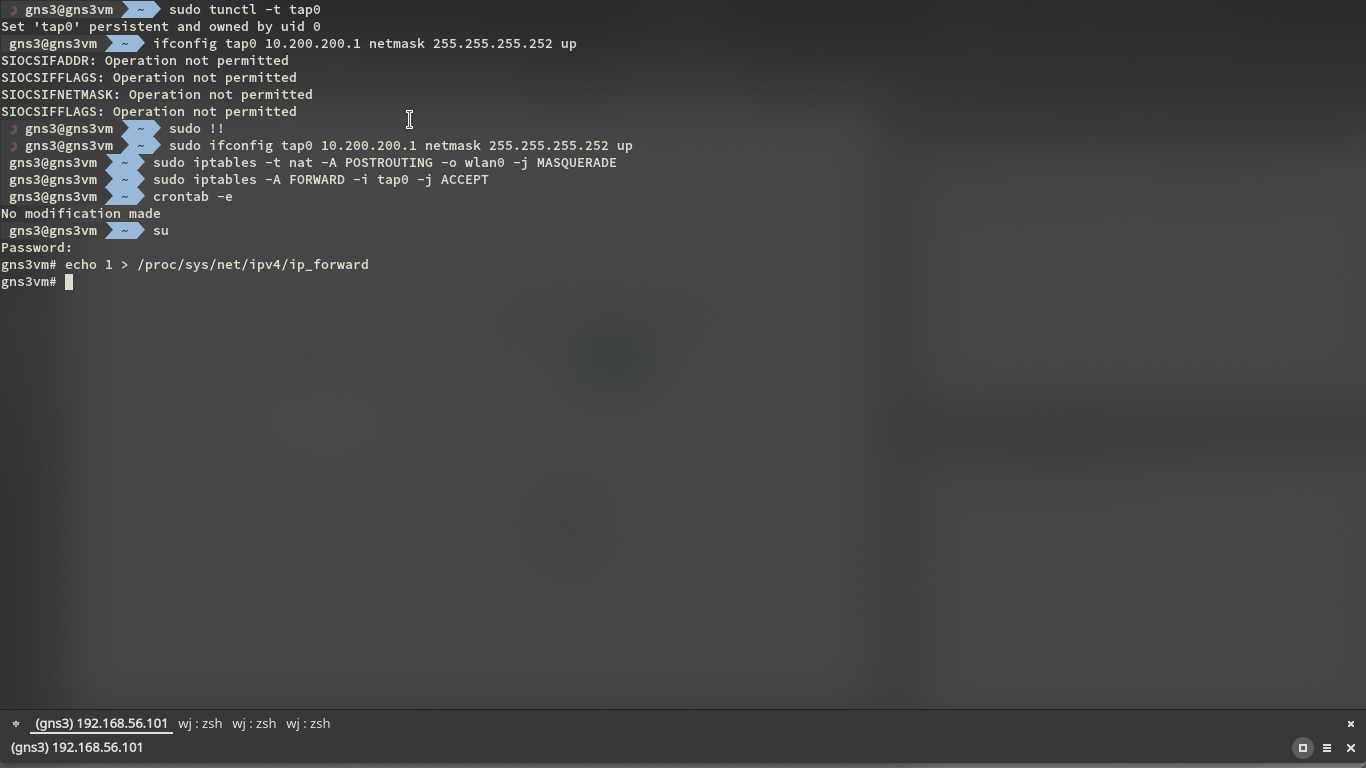 gns3@gns3vm ~ sudo tunctl -t tap0
Set 'tap0' persistent and owned by uid 0
gns3@gns3vm ~ ifconfig tap0 10.200.200.1 netmask 255.255.255.252 up
SIOCSIFADDR: Operation not permitted
SIOCSIFFLAGS: Operation not permitted
SIOCSIFNETMASK: Operation not permitted
SIOCSIFFLAGS: Operation not permitted
gns3@gns3vm ~ sudo !!
gns3@gns3vm ~ sudo ifconfig tap0 10.200.200.1 netmask 255.255.255.252 up
gns3@gns3vm ~ sudo iptables -t nat -A POSTROUTING -o wlan0 -j MASQUERADE
gns3@gns3vm ~ sudo iptables -A FORWARD -i tap0 -j ACCEPT
gns3@gns3vm ~ crontab -e
No modification made
gns3@gns3vm ~ su
Password:
gns3vm# echo 1 > /proc/sys/net/ipv4/ip_forward
gns3vm#
(gns3) 192.168.56.101 wj : zsh wj : zsh wj : zsh
(gns3) 192.168.56.101